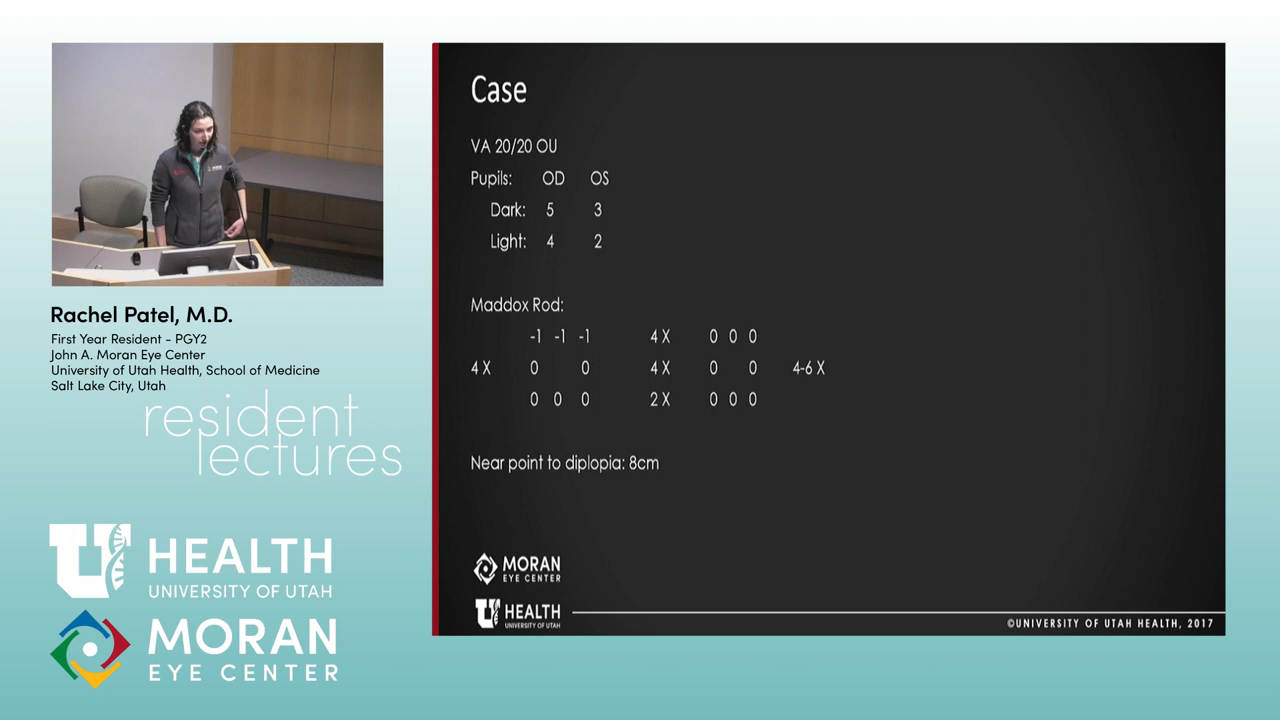 Rachel Patel, M.D.
First Year Resident - PGY2
John A. Moran Eye Center
University of Utah Health, School of Medicine
Salt Lake City, Utah
resident
lectures
U HEALTH
UNIVERSITY OF UTAH
MORAN
EYE CENTER
Case
VA 20/20 OU
Pupils: OD OS
Dark: 5 3
Light: 4 2
Maddox Rod:
-1 -1 -1 4 X 0 0 0
4 X 0 0 4 X 0 0 4-6 X
0 0 0 2 X 0 0 0
Near point to diplopia: 8cm
MORAN
EYE CENTER
U HEALTH
UNIVERSITY OF UTAH
©UNIVERSITY OF UTAH HEALTH, 2017